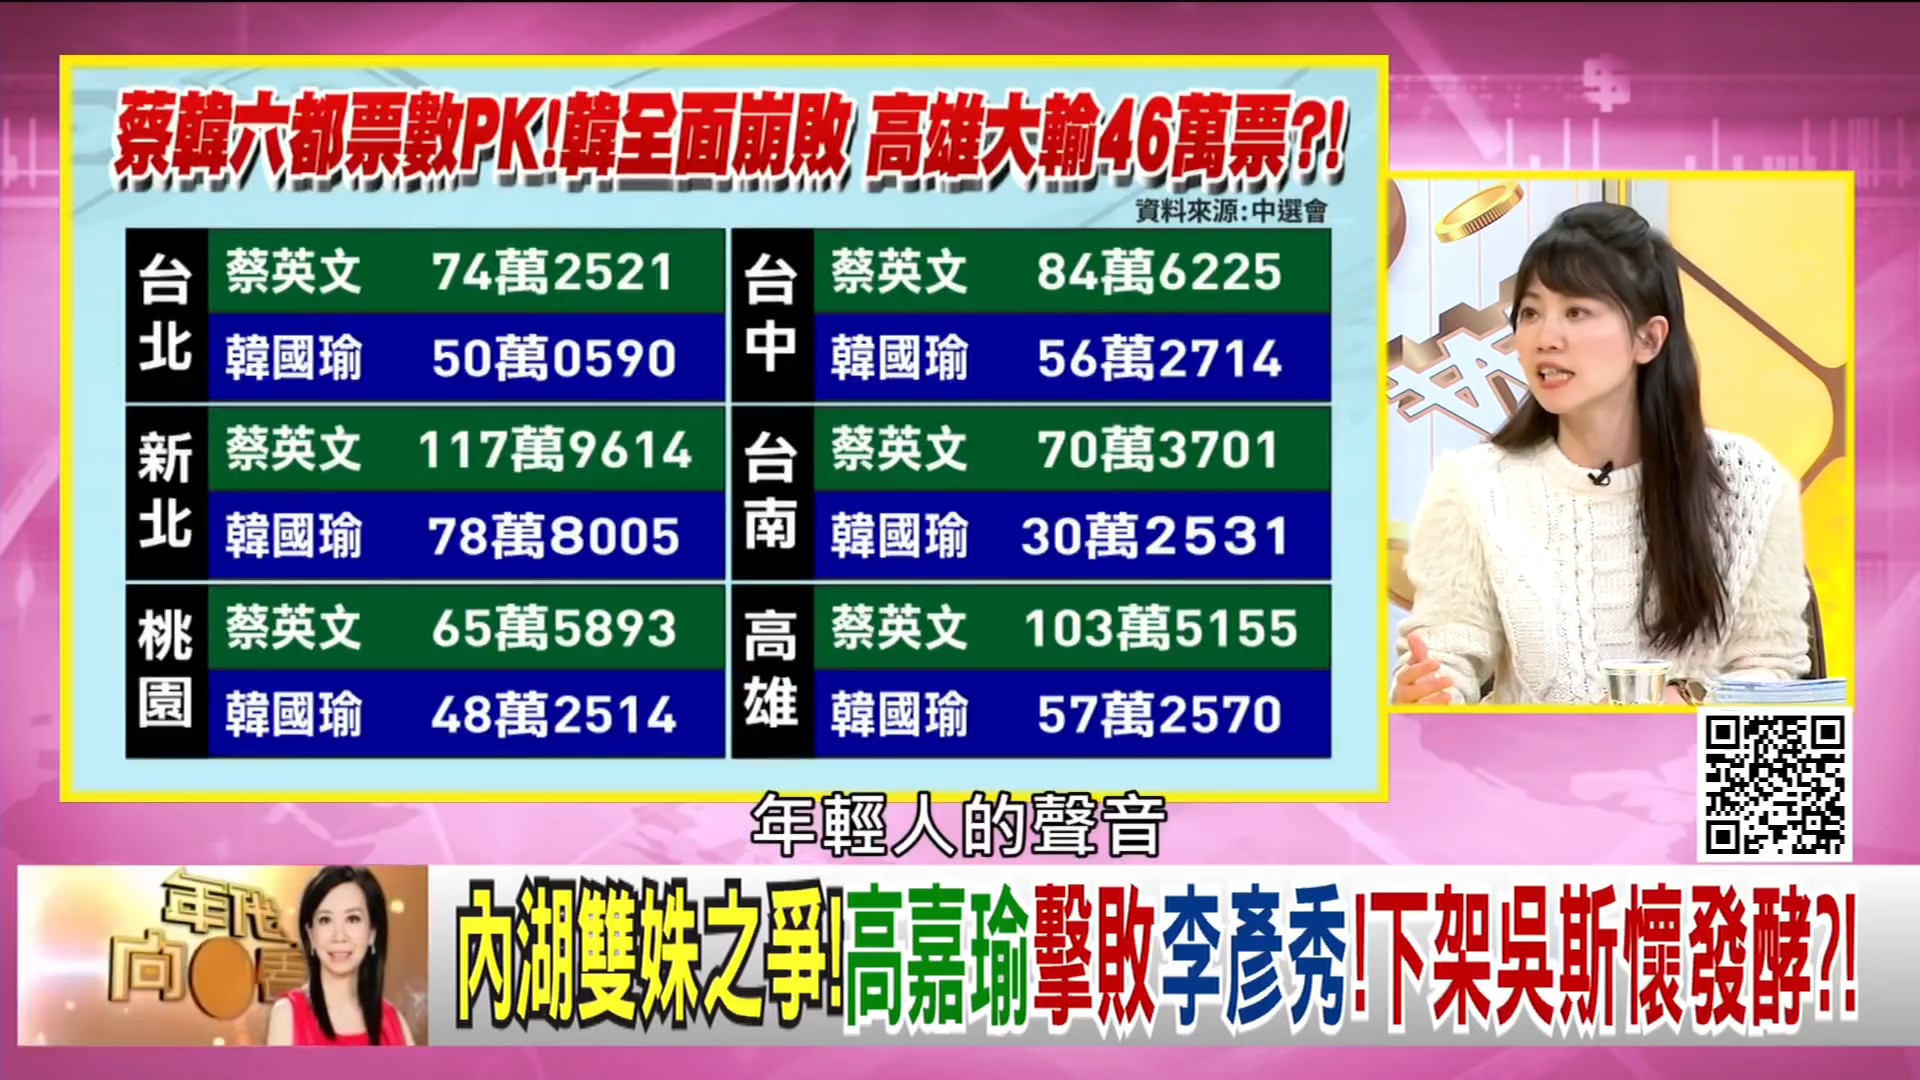 蔡韓六都票數PK!韓全面崩敗 高雄大輸46萬票?!
資料來源:中選會
台北
蔡英文 74萬2521
韓國瑜 50萬0590
台中
蔡英文 84萬6225
韓國瑜 56萬2714
新北
蔡英文 117萬9614
韓國瑜 78萬8005
台南
蔡英文 70萬3701
韓國瑜 30萬2531
桃園
蔡英文 65萬5893
韓國瑜 48萬2514
高雄
蔡英文 103萬5155
韓國瑜 57萬2570
年輕人的聲音
年代
向
內湖雙姝之爭!高嘉瑜擊敗李彥秀!下架吳斯懷發酵?!